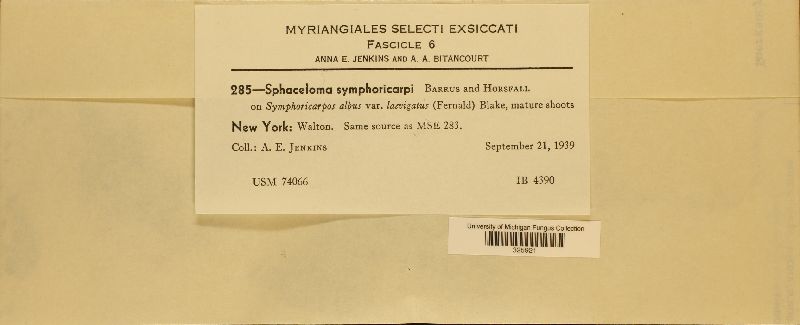 MYRIANGIALES SELECTI EXSICCATI
FASCICLE 6
ANNA E. JENKINS AND A. A. BITANCOURT
285—Sphaceloma symphoricarpi BARRUS and HORSFALL
on Symphoricarpos albus var. laevigatus (Fernald) Blake, mature shoots
New York: Walton. Same source as MSE 283.
Coll.: A. E. JENKINS September 21, 1939
USM 74066 IB 4390
University of Michigan Fungus Collection
325921